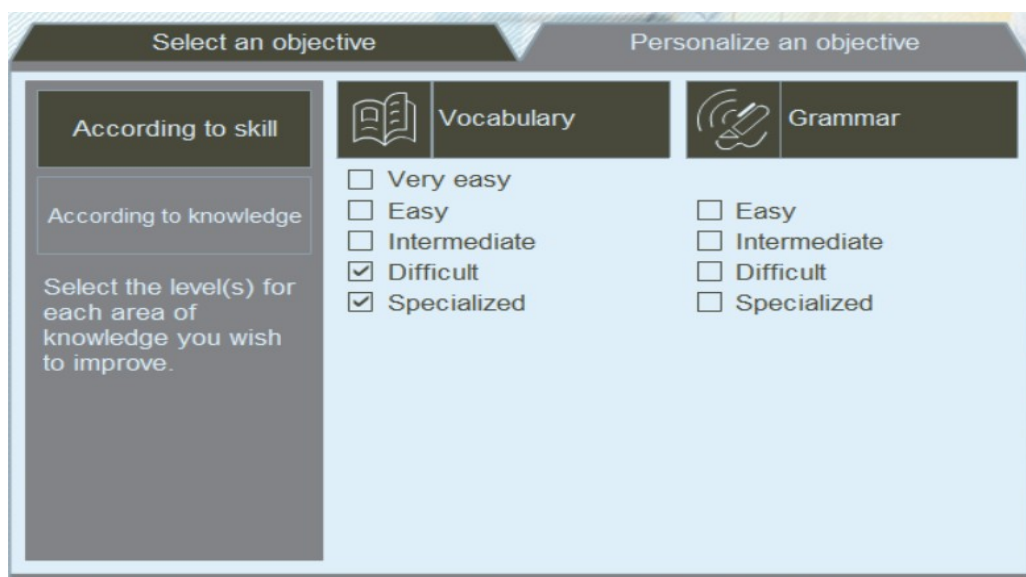 Select an objective
Personalize an objective
According to skill
According to knowledge
Select the level(s) for
each area of
knowledge you wish
to improve.
Vocabulary
Very easy
Easy
Intermediate
Difficult
Specialized
Grammar
Easy
Intermediate
Difficult
Specialized